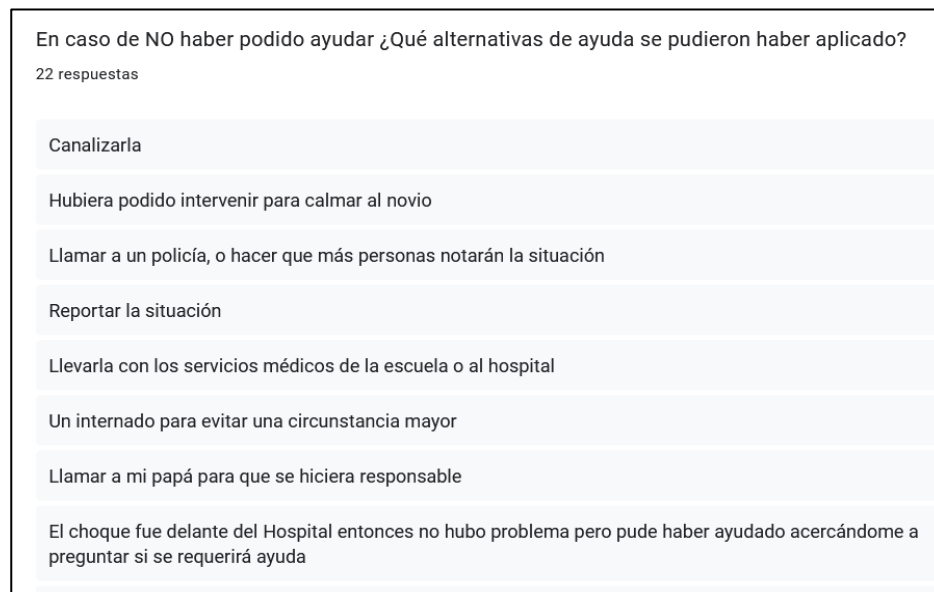 En caso de NO haber podido ayudar ¿Qué alternativas de ayuda se pudieron haber aplicado?
22 respuestas
Canalizarla
Hubiera podido intervenir para calmar al novio
Llamar a un policía, o hacer que más personas notarán la situación
Reportar la situación
Llevarla con los servicios médicos de la escuela o al hospital
Un internado para evitar una circunstancia mayor
Llamar a mi papá para que se hiciera responsable
El choque fue delante del Hospital entonces no hubo problema pero pude haber ayudado acercándome a
preguntar si se requerirá ayuda